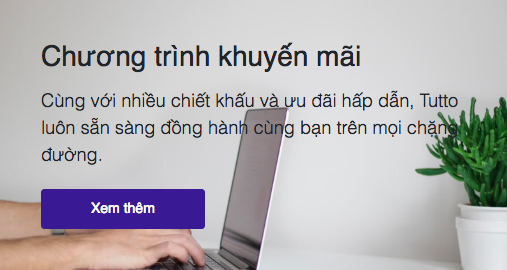 Chương trình khuyến mãi
Cùng với nhiều chiết khấu và ưu đãi hấp dẫn, Tutto
luôn sẵn sàng đồng hành cùng bạn trên mọi chặng
đường.
Xem thêm